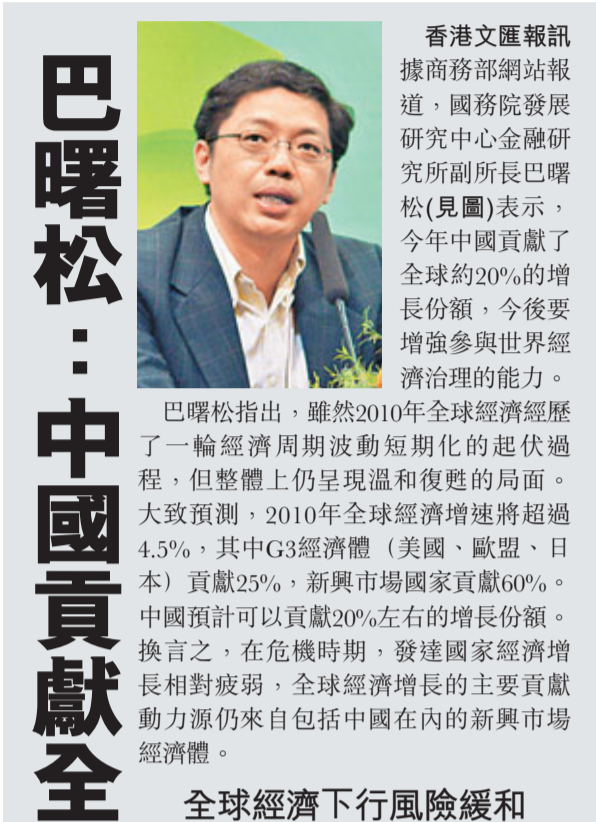 巴曙松：中國貢獻全
香港文匯報訊
據商務部網站報
道，國務院發展
研究中心金融研
究所副所長巴曙
松(見圖)表示，
今年中國貢獻了
全球約20%的增
長份額，今後要
增強參與世界經
濟治理的能力。
巴曙松指出，雖然2010年全球經濟經歷
了一輪經濟周期波動短期化的起伏過
程，但整體上仍呈現溫和復甦的局面。
大致預測，2010年全球經濟增速將超過
4.5%，其中G3經濟體（美國、歐盟、日
本）貢獻25%，新興市場國家貢獻60%。
中國預計可以貢獻20%左右的增長份額。
換言之，在危機時期，發達國家經濟增
長相對疲弱，全球經濟增長的主要貢獻
動力源仍來自包括中國在內的新興市場
經濟體。
全球經濟下行風險緩和